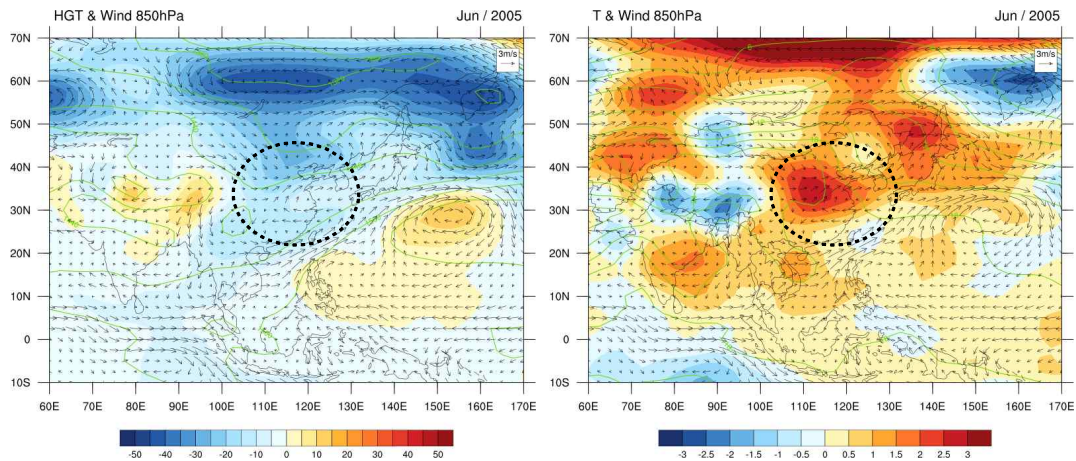 HGT & Wind 850hPa Jun / 2005
3m/s
70N
60N
50N
40N
30N
20N
10N
0
10S
60E 70E 80E 90E 100E 110E 120E 130E 140E 150E 160E 170E
-50 -40 -30 -20 -10 0 10 20 30 40 50
T & Wind 850hPa Jun / 2005
3m/s
70N
60N
50N
40N
30N
20N
10N
0
10S
60E 70E 80E 90E 100E 110E 120E 130E 140E 150E 160E 170E
-3 -2.5 -2 -1.5 -1 -0.5 0 0.5 1 1.5 2 2.5 3